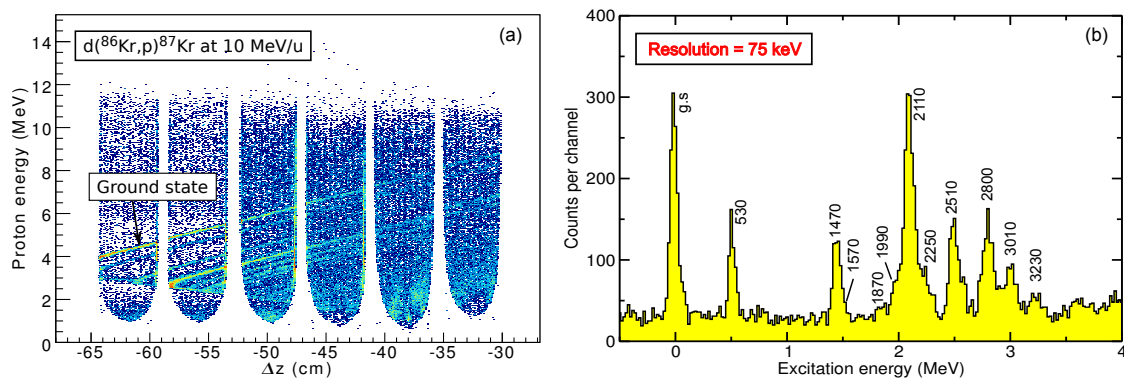 (a)
d(⁸⁶Kr,p)⁸⁷Kr at 10 MeV/u
Ground state
Proton energy (MeV)
14
12
10
8
6
4
2
0
-65 -60 -55 -50 -45 -40 -35 -30
Δz (cm)
(b)
Resolution = 75 keV
Counts per channel
400
300
200
100
0
g.s
530
1470
1570
1870
1990
2110
2250
2510
2800
3010
3230
0 1 2 3 4
Excitation energy (MeV)